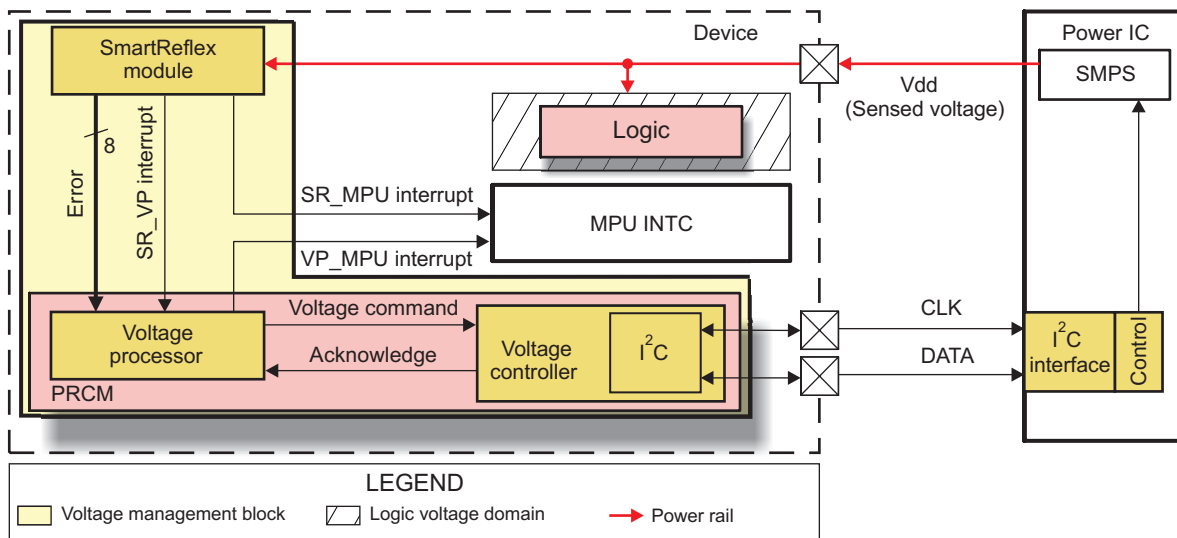 SmartReflex
module
Device
Power IC
SMPS
Vdd
(Sensed voltage)
Logic
8
Error
SR_VP interrupt
SR_MPU interrupt
MPU INTC
VP_MPU interrupt
Voltage command
Voltage
processor
Acknowledge
Voltage
controller
I2C
PRCM
CLK
DATA
I2C
interface
Control
LEGEND
Voltage management block
Logic voltage domain
Power rail